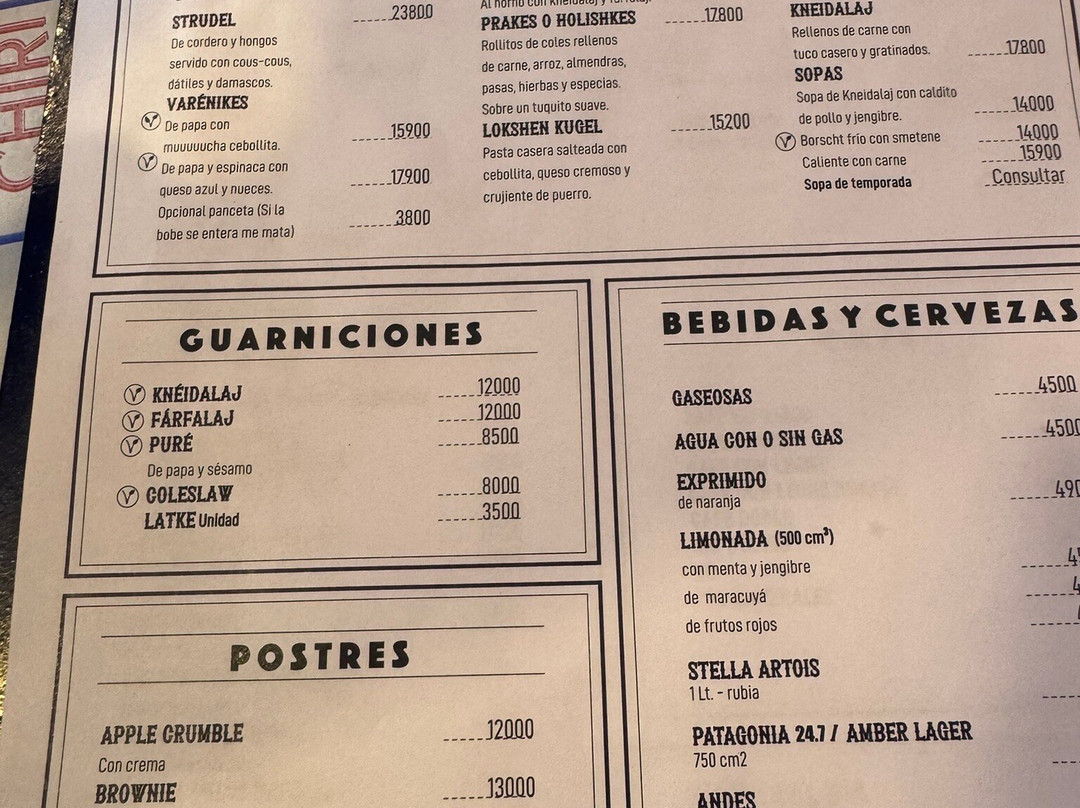 CHIRI
STRUDEL 23800
De cordero y hongos
servido con cous-cous,
dátiles y damascos.
VARÉNIKES
De papa con
muuuuucha cebollita. 15900
De papa y espinaca con
queso azul y nueces. 17900
Opcional panceta (Si la
bobe se entera me mata) 3800
PRAKES O HOLISHKES 17800
Rollitos de coles rellenos
de carne, arroz, almendras,
pasas, hierbas y especias.
Sobre un tuquito suave.
LOKSHEN KUGEL 15200
Pasta casera salteada con
cebollita, queso cremoso y
crujiente de puerro.
KNEIDALAJ
Rellenos de carne con
tuco casero y gratinados. 17800
SOPAS
Sopa de Kneidalaj con caldito
de pollo y jengibre. 14000
Borscht frío con smetene 14000
Caliente con carne 15900
Sopa de temporada Consultar
GUARNICIONES
KNÉIDALAJ 12000
FÁRFALAJ 12000
PURÉ 8500
De papa y sésamo
COLESLAW 8000
LATKE Unidad 3500
POSTRES
APPLE CRUMBLE 12000
Con crema
BROWNIE 13000
BEBIDAS Y CERVEZAS
GASEOSAS 4500
AGUA CON O SIN GAS 4500
EXPRIMIDO
de naranja 490
LIMONADA (500 cm³)
con menta y jengibre
de maracuyá
de frutos rojos
STELLA ARTOIS
1 Lt. - rubia
PATAGONIA 24.7 / AMBER LAGER
750 cm2
ANDES